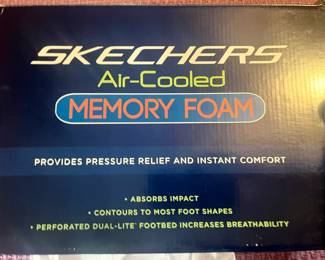 SKECHERS
Air-Cooled
MEMORY FOAM
PROVIDES PRESSURE RELIEF AND INSTANT COMFORT
• ABSORBS IMPACT
• CONTOURS TO MOST FOOT SHAPES
• PERFORATED DUAL-LITE™ FOOTBED INCREASES BREATHABILITY